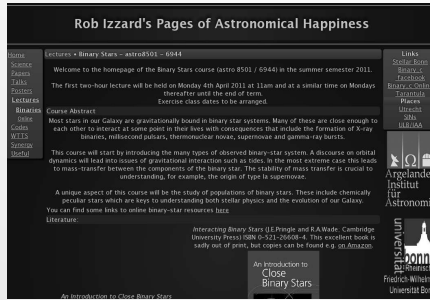 Rob Izzard's Pages of Astronomical Happiness
Home
Science
Papers
Talks
Posters
Lectures
Binaries
Online
Codes
WTTS
Synergy
Useful
Lectures • Binary Stars - astro8501 - 6944
Welcome to the homepage of the Binary Stars course (astro 8501 / 6944) in the summer semester 2011.
The first two-hour lecture will be held on Monday 4th April 2011 at 11am and at a similar time on Mondays
thereafter until the end of term.
Exercise class dates to be arranged.
Course Abstract
Most stars in our Galaxy are gravitationally bound in binary star systems. Many of these are close enough to
each other to interact at some point in their lives with consequences that include the formation of X-ray
binaries, millisecond pulsars, thermonuclear novae, supernovae and gamma-ray bursts.
This course will start by introducing the many types of observed binary-star system. A discourse on orbital
dynamics will lead into issues of gravitational interaction such as tides. In the most extreme case this leads
to mass-transfer between the components of the binary star. The stability of mass transfer is crucial to
understanding, for example, the origin of type Ia supernovae.
A unique aspect of this course will be the study of populations of binary stars. These include chemically
peculiar stars which are keys to understanding both stellar physics and the evolution of our Galaxy.
You can find some links to online binary-star resources here
Literature:
Interacting Binary Stars (J.E.Pringle and R.A.Wade; Cambridge
University Press) ISBN 0-521-26608-4. This excellent book is
sadly out of print, but copies can be found e.g. on Amazon.
An Introduction to
Close
Binary Stars
An Introduction to Close Binary Stars
Links
Stellar Bonn
Binary_c
facebook
Binary_c Online
Tarantula
Places
Utrecht
SINs
ULB/IAA
Argelande
Institut
für
Astronomi
universität
bonn
Rheinisch
Friedrich-Wilhelm
Universität Bon